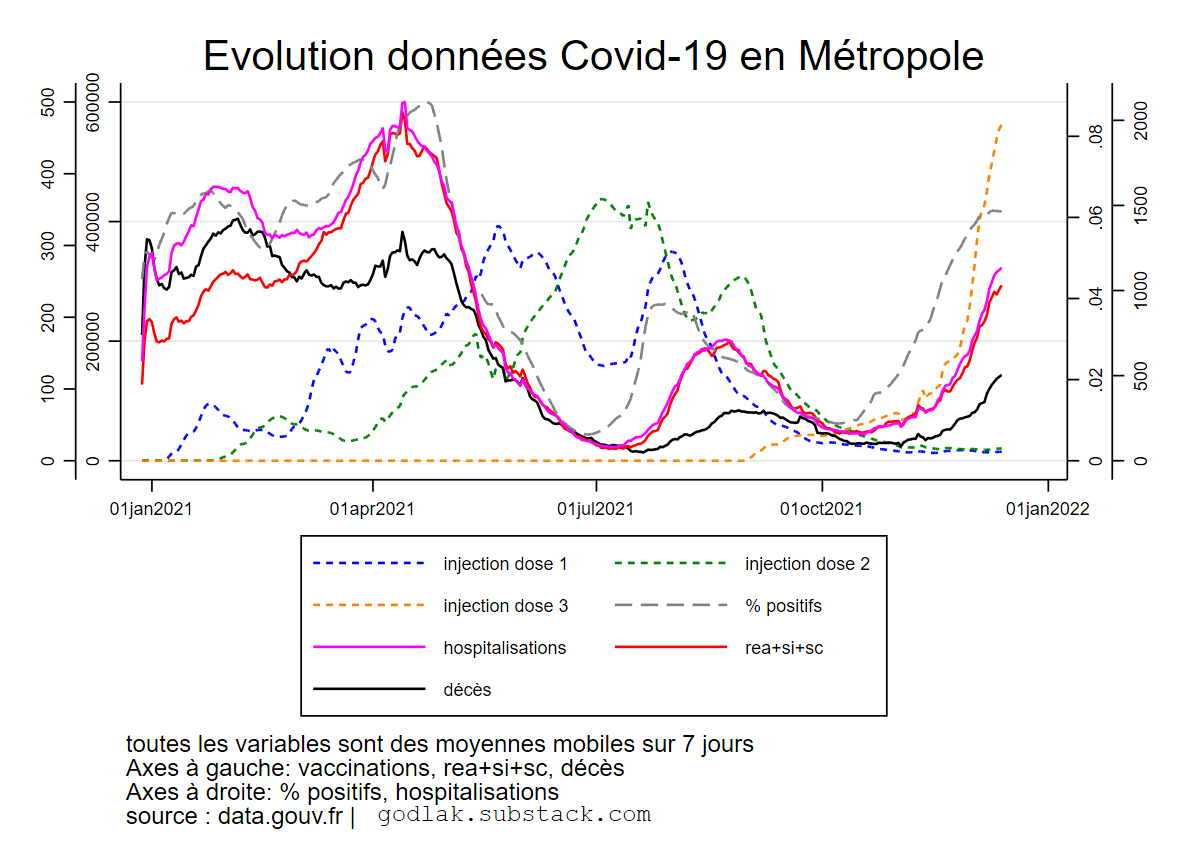 Evolution données Covid-19 en Métropole
500
400
300
200
100
0
600000
400000
200000
0
.08
.06
.04
.02
0
2000
1500
1000
500
0
01jan2021 01apr2021 01jul2021 01oct2021 01jan2022
injection dose 1 injection dose 2
injection dose 3 % positifs
hospitalisations rea+si+sc
décès
toutes les variables sont des moyennes mobiles sur 7 jours
Axes à gauche: vaccinations, rea+si+sc, décès
Axes à droite: % positifs, hospitalisations
source : data.gouv.fr | godlak.substack.com